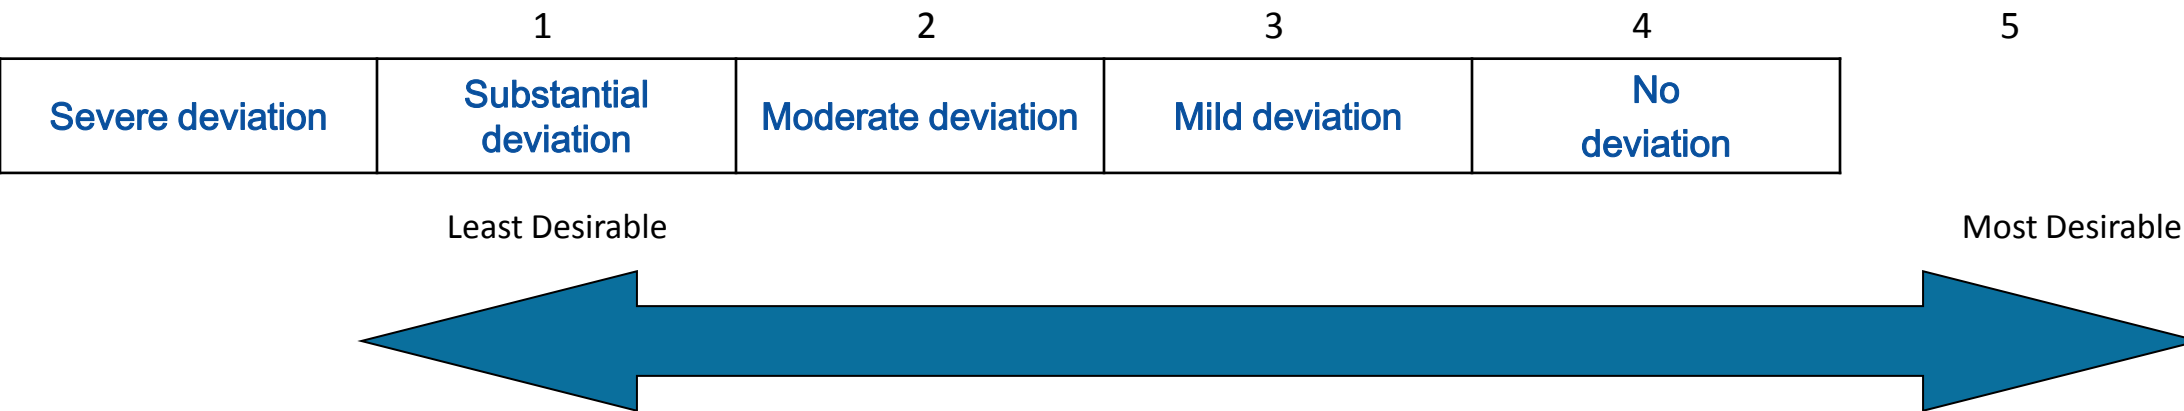 1 2 3 4 5
Severe deviation Substantial deviation Moderate deviation Mild deviation No deviation
Least Desirable Most Desirable